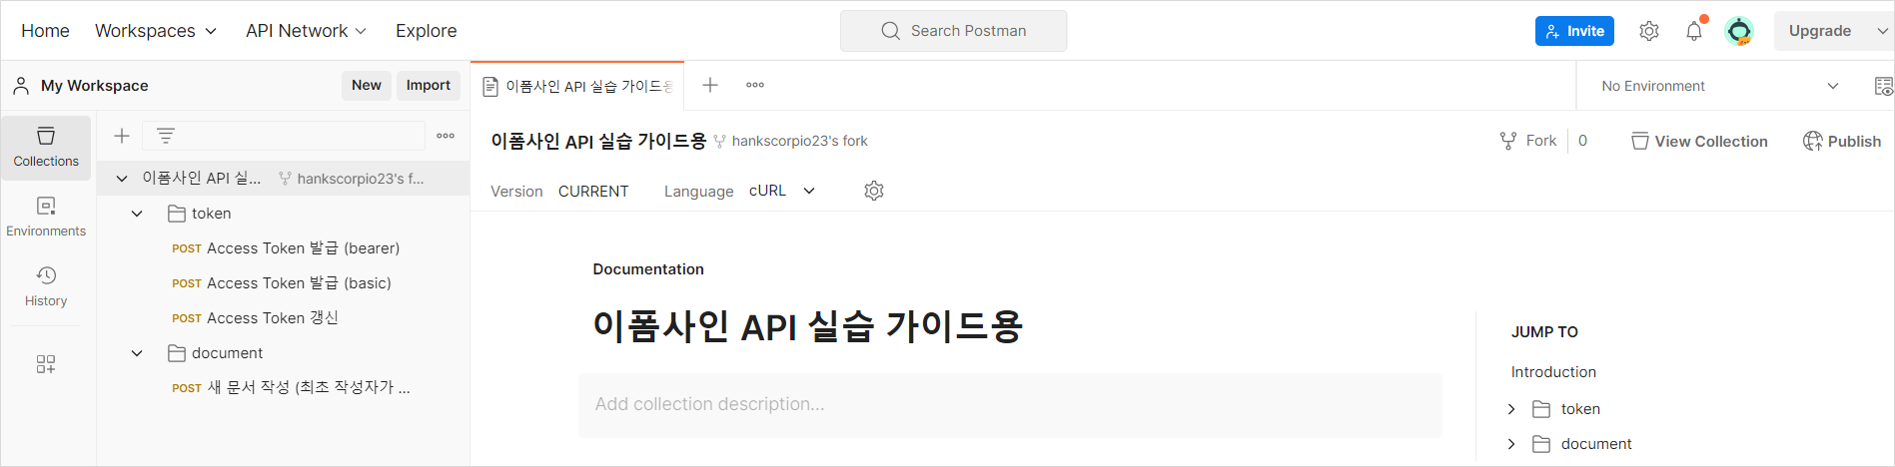 Home Workspaces API Network Explore Search Postman Invite Upgrade
My Workspace New Import
이폼사인 API 실습 가이드용
No Environment
Collections
Environments
History
이폼사인 API 실... hankscorpio23's f...
token
POST Access Token 발급 (bearer)
POST Access Token 발급 (basic)
POST Access Token 갱신
document
POST 새 문서 작성 (최초 작성자가 ...
이폼사인 API 실습 가이드용 hankscorpio23's fork Fork 0 View Collection Publish
Version CURRENT Language cURL
Documentation
이폼사인 API 실습 가이드용
Add collection description...
JUMP TO
Introduction
token
document